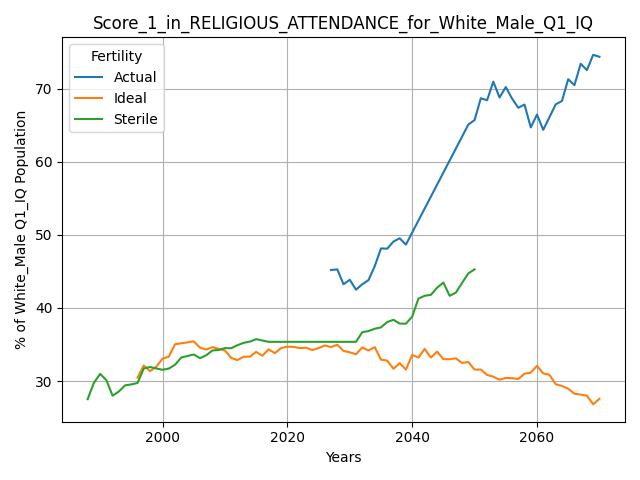 Score_1_in_RELIGIOUS_ATTENDANCE_for_White_Male_Q1_IQ
Fertility
Actual
Ideal
Sterile
% of White_Male Q1_IQ Population
70
60
50
40
30
2000
2020
2040
2060
Years